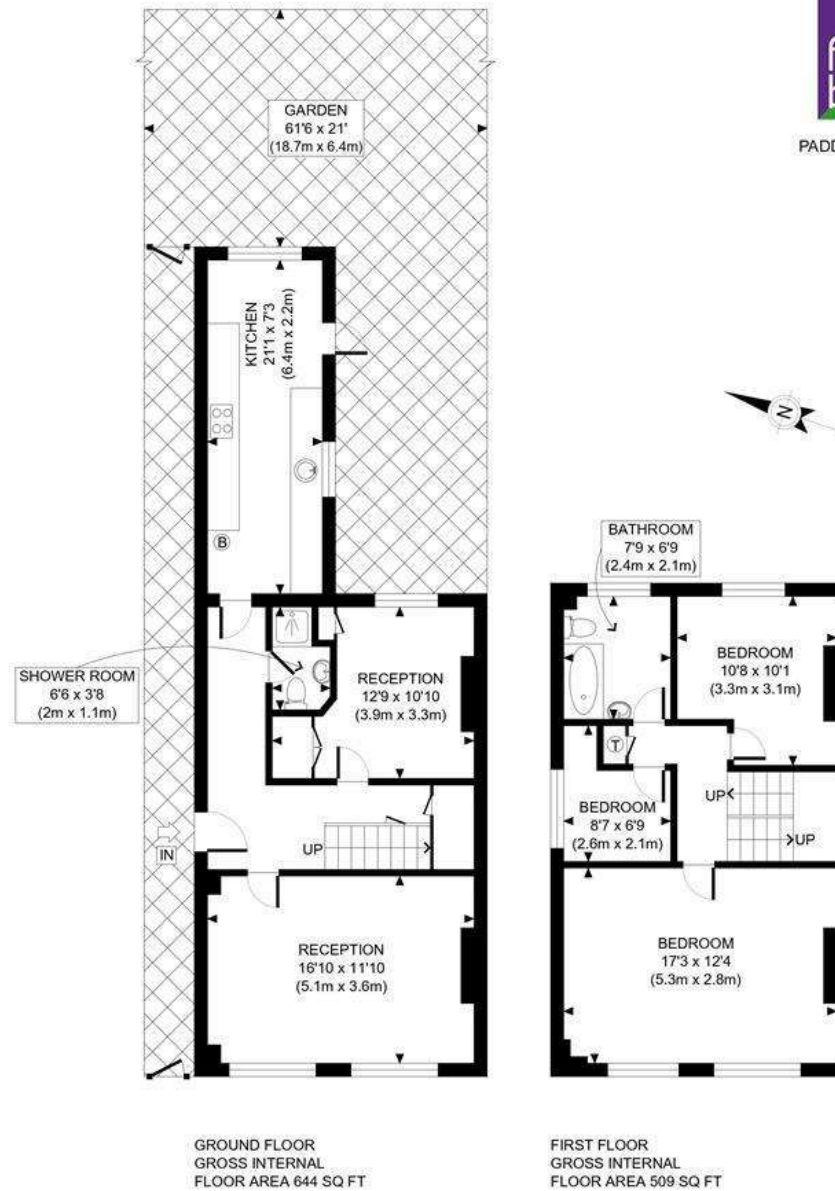 GARDEN
61'6 x 21'
(18.7m x 6.4m)
PADD
KITCHEN
21'1 x 7'3
(6.4m x 2.2m)
N
B
BATHROOM
7'9 x 6'9
(2.4m x 2.1m)
SHOWER ROOM
6'6 x 3'8
(2m x 1.1m)
RECEPTION
12'9 x 10'10
(3.9m x 3.3m)
BEDROOM
10'8 x 10'1
(3.3m x 3.1m)
T
UP
UP
BEDROOM
8'7 x 6'9
(2.6m x 2.1m)
IN
UP
RECEPTION
16'10 x 11'10
(5.1m x 3.6m)
BEDROOM
17'3 x 12'4
(5.3m x 2.8m)
GROUND FLOOR
GROSS INTERNAL
FLOOR AREA 644 SQ FT
FIRST FLOOR
GROSS INTERNAL
FLOOR AREA 509 SQ FT